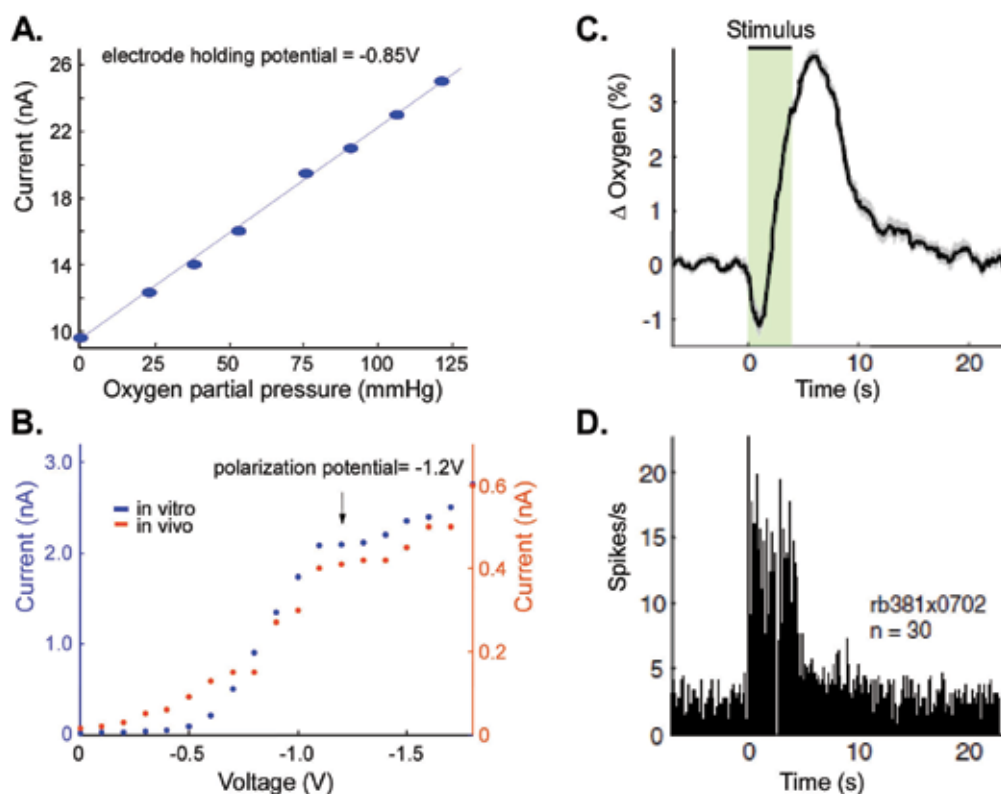 A.
electrode holding potential = -0.85V
Current (nA)
26
22
18
14
10
0 25 50 75 100 125
Oxygen partial pressure (mmHg)
B.
polarization potential= -1.2V
in vitro
in vivo
Current (nA)
3.0
2.0
1.0
0
Current (nA)
0.6
0.4
0.2
0
0 -0.5 -1.0 -1.5
Voltage (V)
C.
Stimulus
Δ Oxygen (%)
3
2
1
0
-1
0 10 20
Time (s)
D.
Spikes/s
20
15
10
5
0
rb381x0702
n = 30
0 10 20
Time (s)